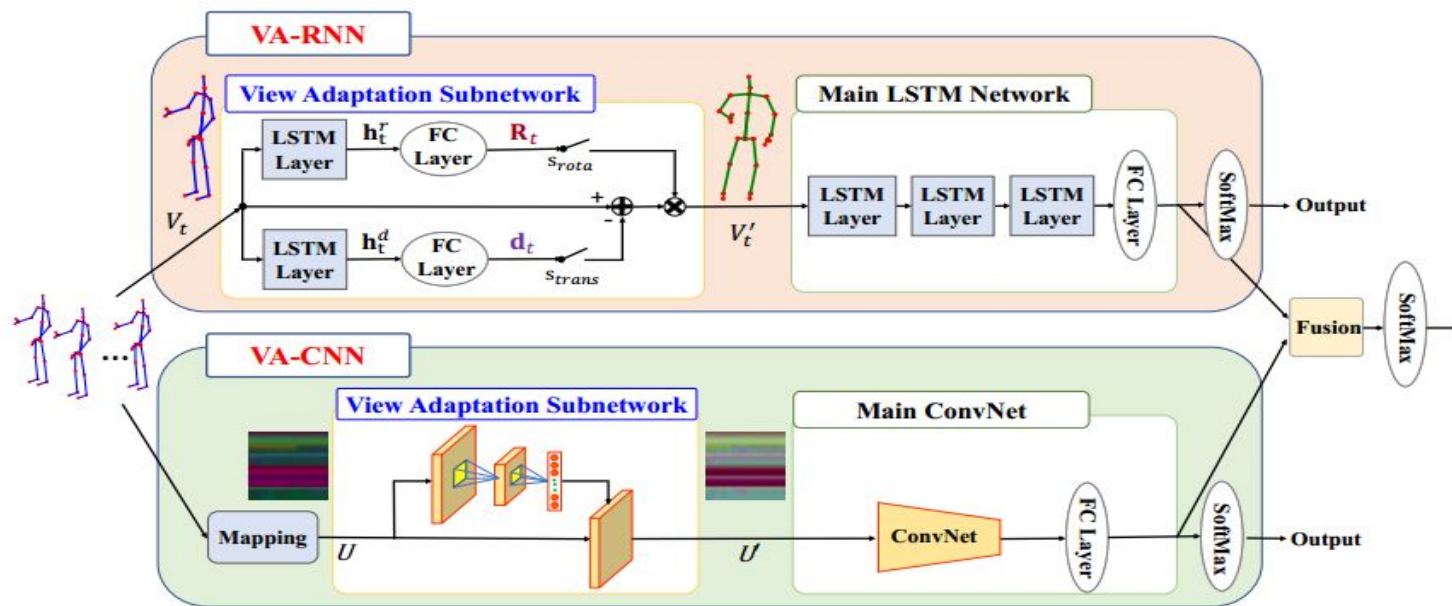 VA-RNN
View Adaptation Subnetwork
Main LSTM Network
LSTM
Layer
h_t^r
FC
Layer
R_t
s_rota
V_t
+
-
LSTM
Layer
h_t^d
FC
Layer
d_t
s_trans
V_t'
LSTM
Layer
LSTM
Layer
LSTM
Layer
FC Layer
SoftMax
Output
...
Fusion
SoftMax
VA-CNN
View Adaptation Subnetwork
Main ConvNet
Mapping
U
U'
ConvNet
FC Layer
SoftMax
Output